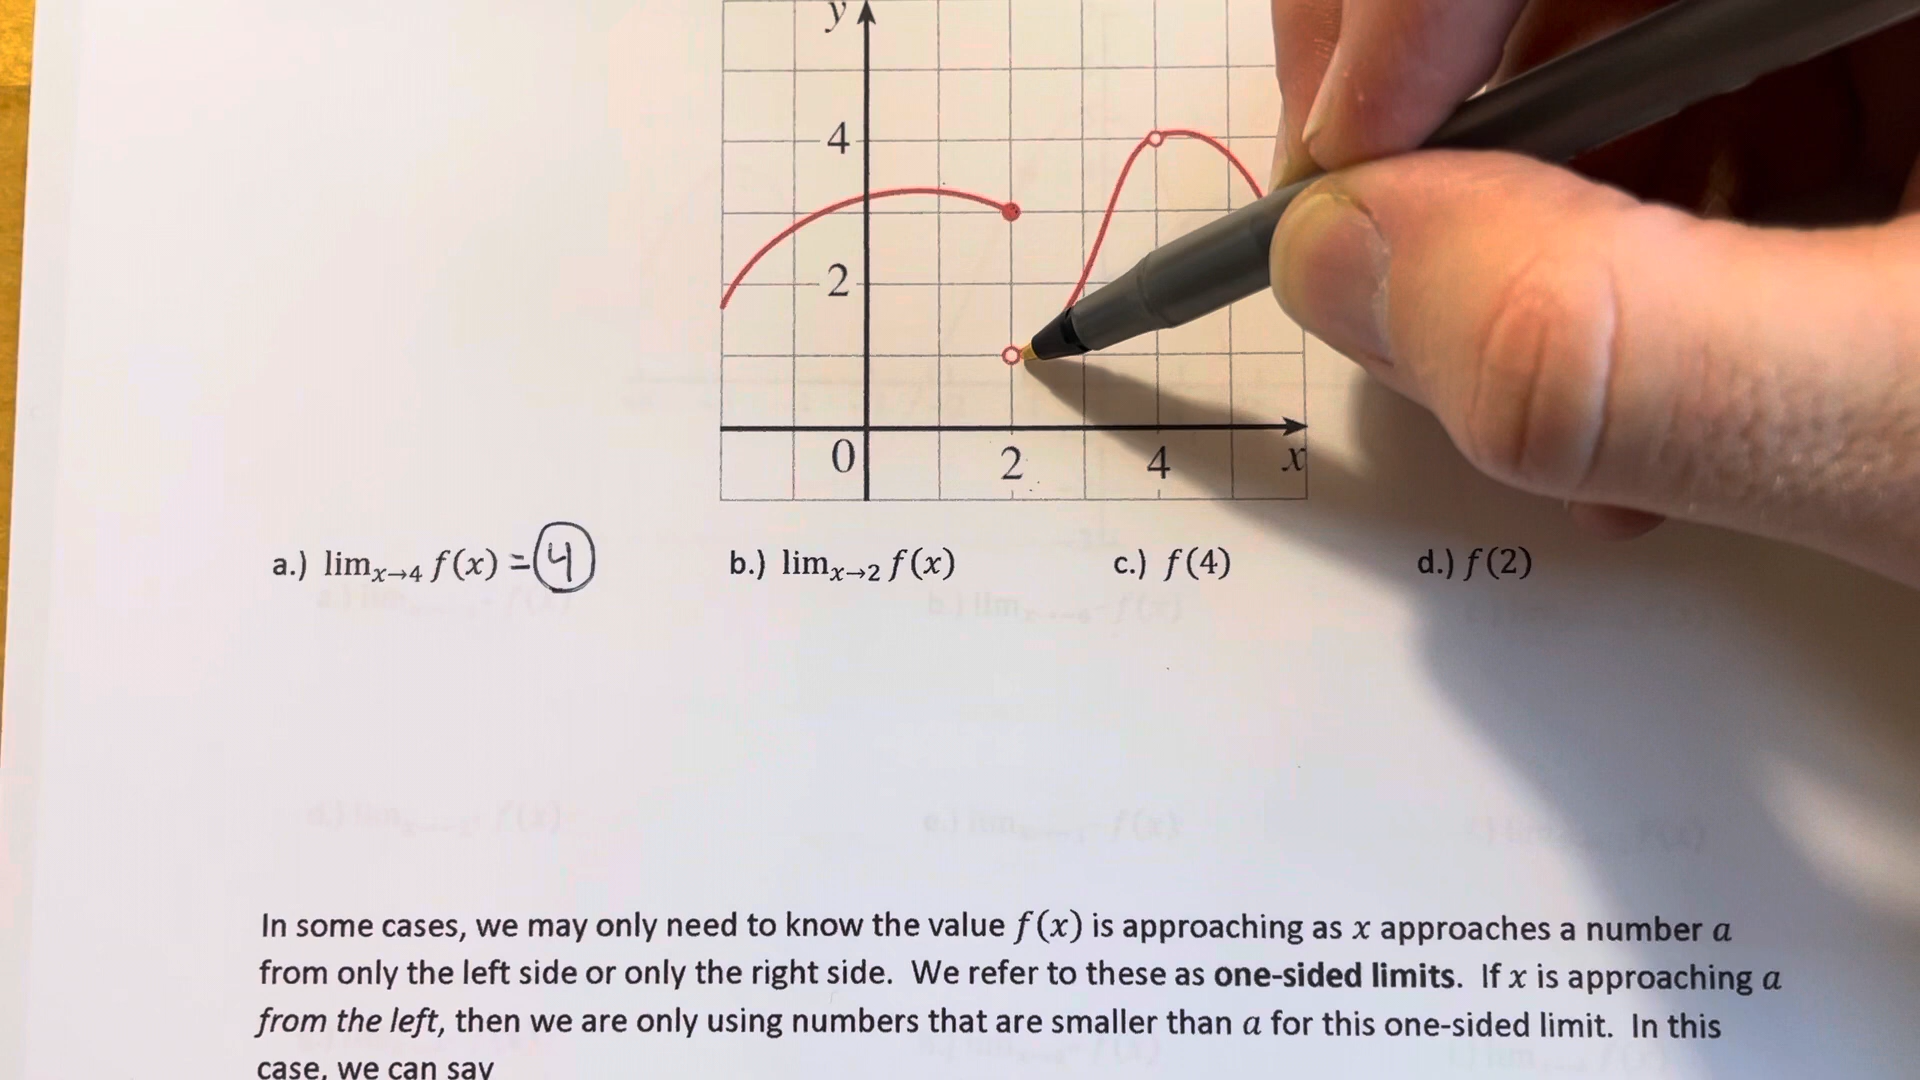 y
4
2
0 2 4 x
a.) lim x→4 f(x) = 4 b.) lim x→2 f(x) c.) f(4) d.) f(2)
In some cases, we may only need to know the value f(x) is approaching as x approaches a number a
from only the left side or only the right side. We refer to these as one-sided limits. If x is approaching a
from the left, then we are only using numbers that are smaller than a for this one-sided limit. In this
case, we can say